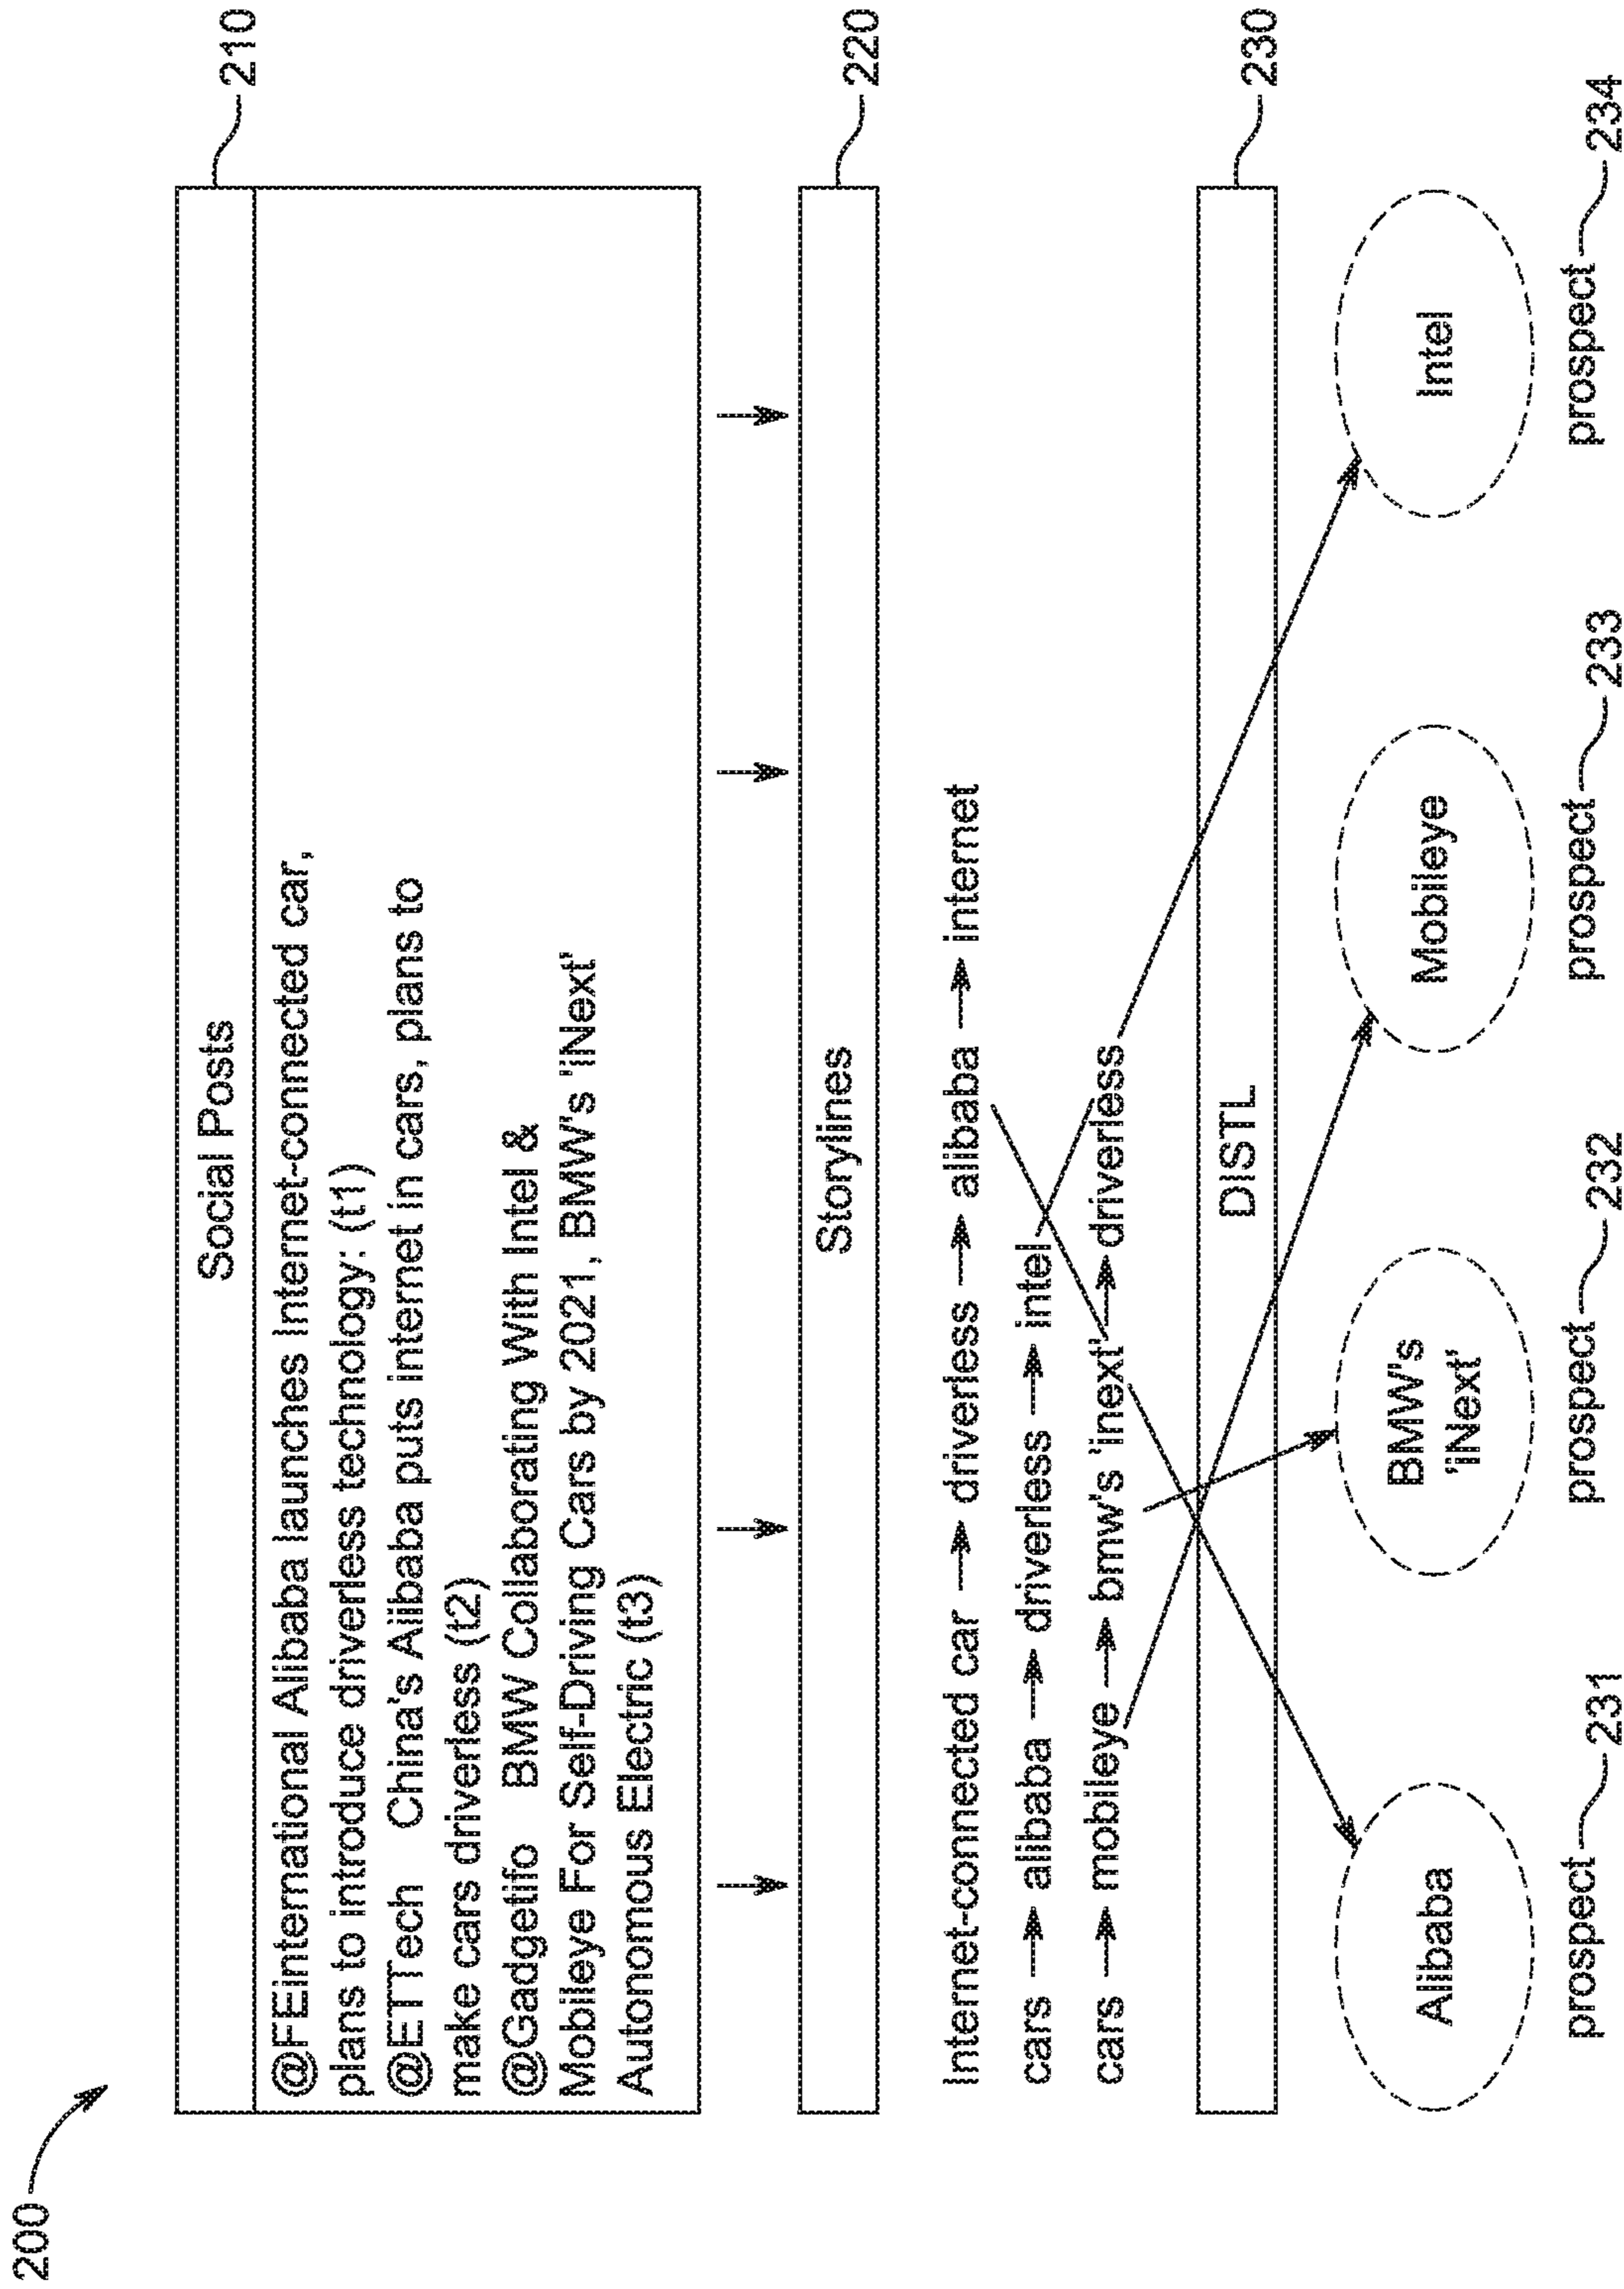 200
Social Posts
210
@FEinternational Alibaba launches Internet-connected car,
plans to introduce driverless technology: (t1)
@ETTech China's Alibaba puts internet in cars, plans to
make cars driverless (t2)
@Gadgetifo BMW Collaborating With Intel &
Mobileye For Self-Driving Cars by 2021, BMW's 'iNext'
Autonomous Electric (t3)
Storylines
220
Internet-connected car → driverless → alibaba → internet
cars → alibaba → driverless → intel
cars → mobileye → bmw's 'inext' → driverless
DISTL
230
Alibaba
BMW's
'iNext'
Mobileye
Intel
prospect 231
prospect 232
prospect 233
prospect 234